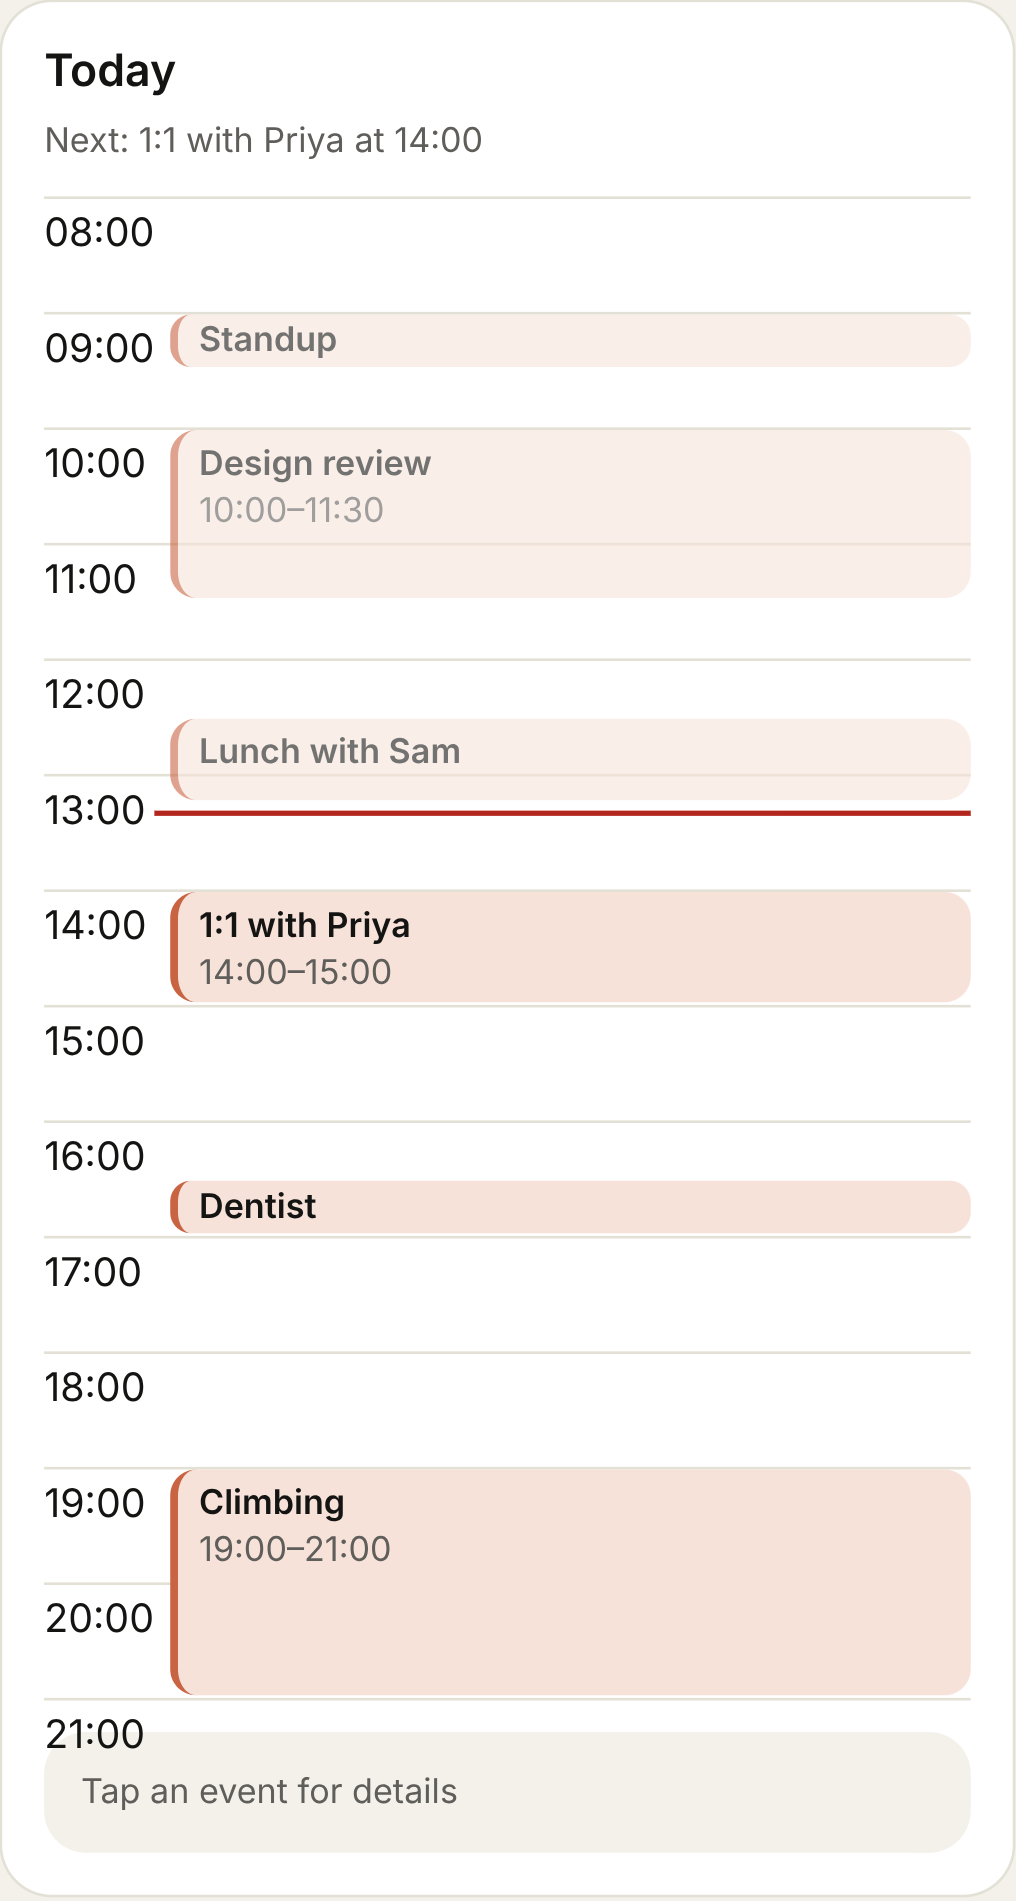 Today
Next: 1:1 with Priya at 14:00
08:00
09:00 Standup
10:00 Design review
10:00–11:30
11:00
12:00
Lunch with Sam
13:00
14:00 1:1 with Priya
14:00–15:00
15:00
16:00
Dentist
17:00
18:00
19:00 Climbing
19:00–21:00
20:00
21:00
Tap an event for details